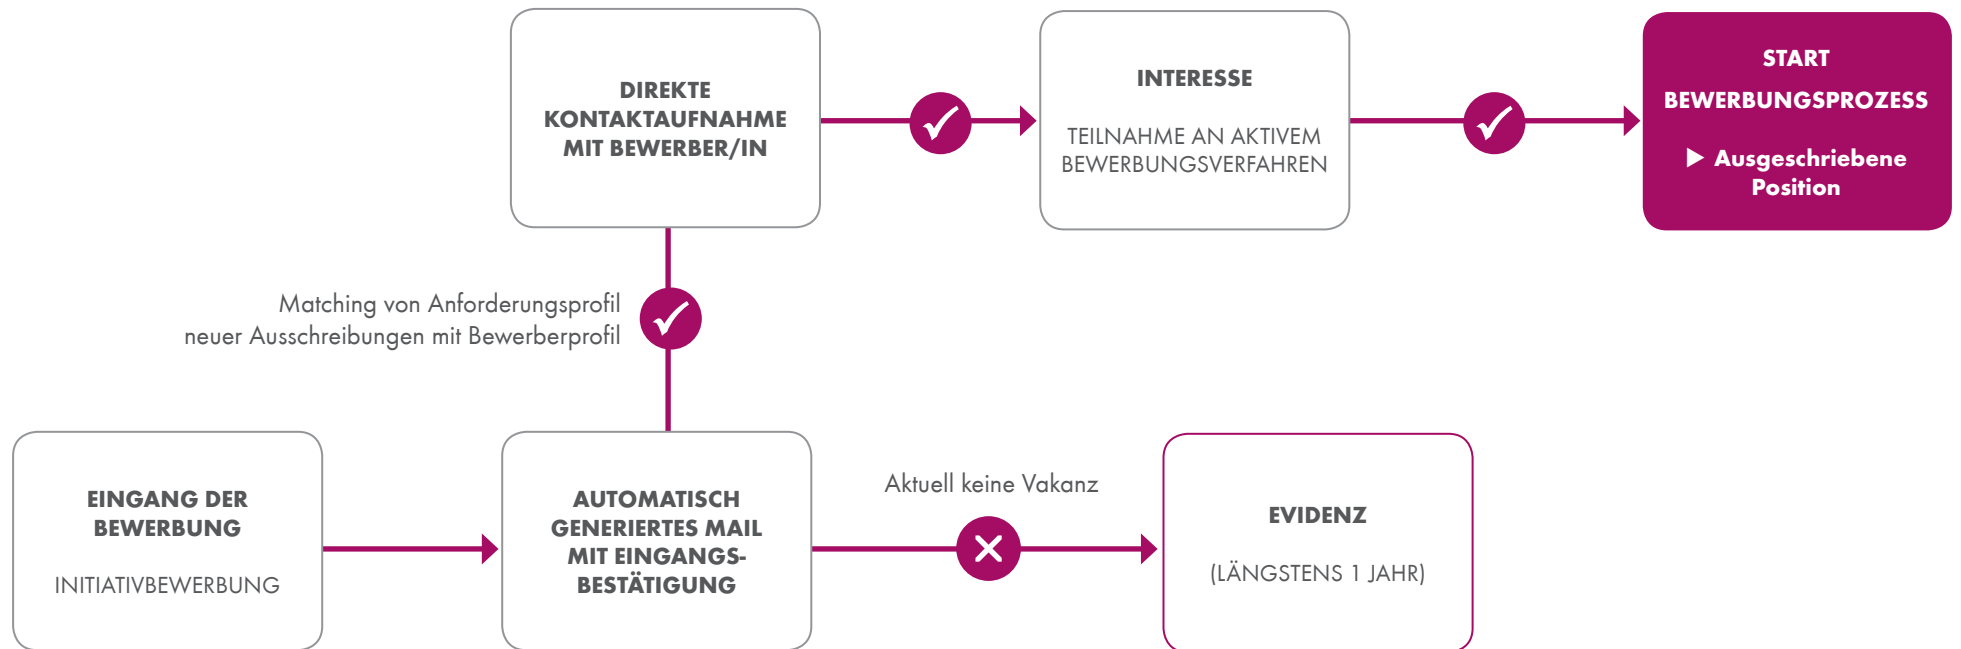 DIREKTE
KONTAKTAUFNAHME
MIT BEWERBER/IN
INTERESSE
TEILNAHME AN AKTIVEM
BEWERBUNGSVERFAHREN
START
BEWERBUNGSPROZESS
▶ Ausgeschriebene
Position
Matching von Anforderungsprofil
neuer Ausschreibungen mit Bewerberprofil
EINGANG DER
BEWERBUNG
INITIATIVBEWERBUNG
AUTOMATISCH
GENERIERTES MAIL
MIT EINGANGS-
BESTÄTIGUNG
Aktuell keine Vakanz
EVIDENZ
(LÄNGSTENS 1 JAHR)